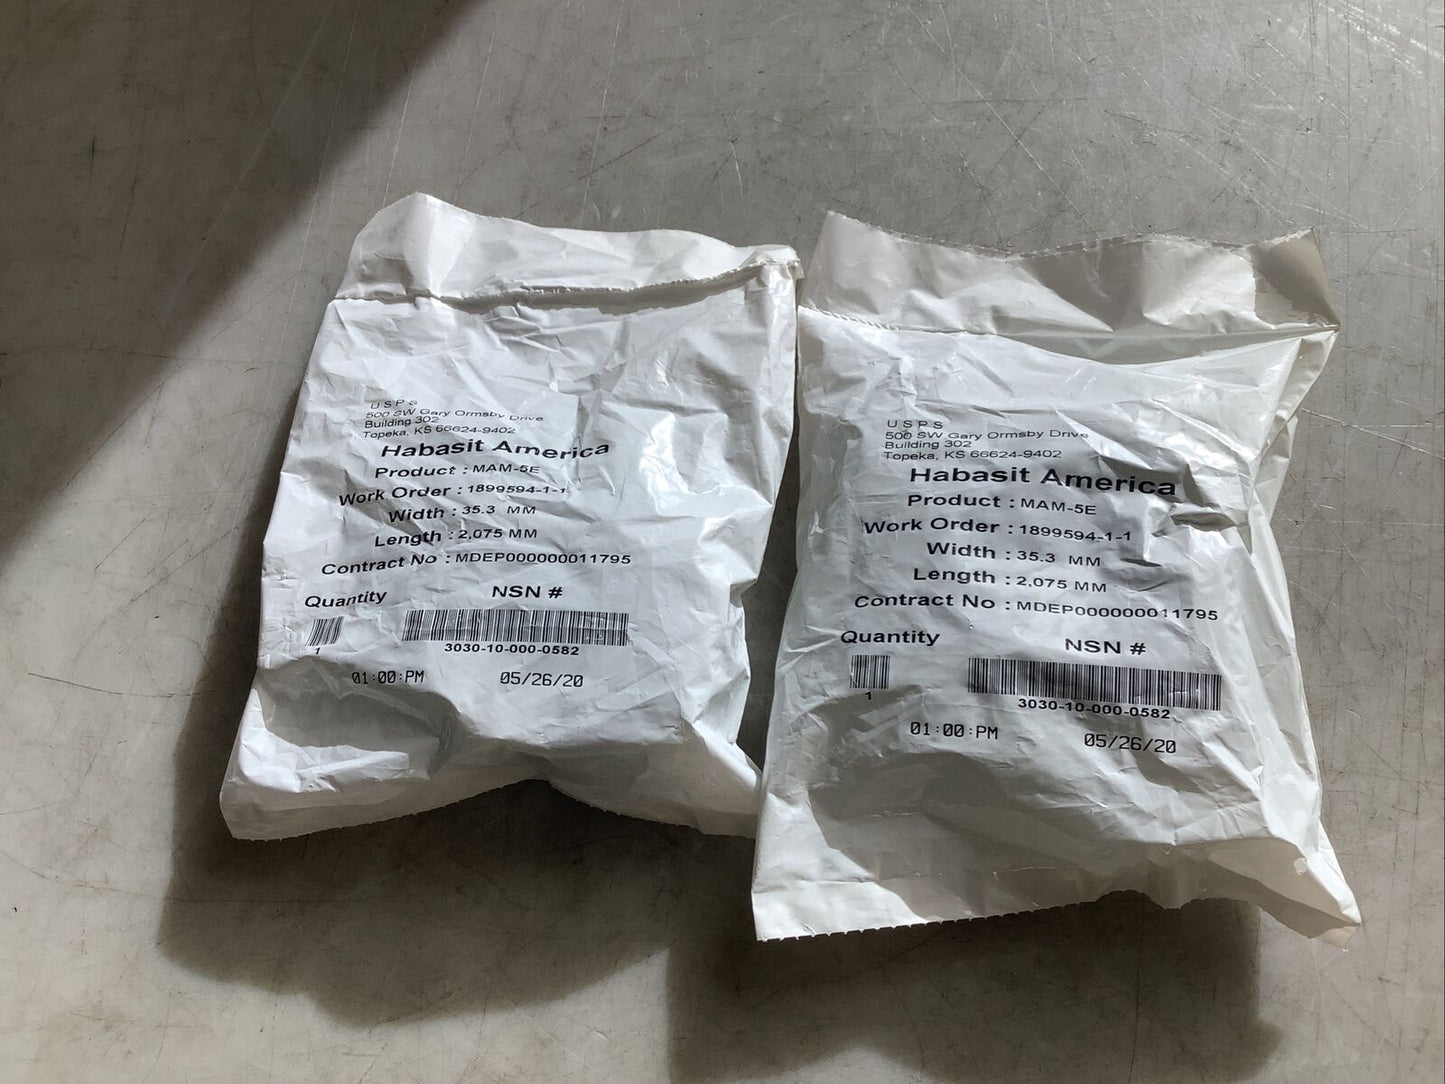 U S P S
500 SW Gary Ormsby Drive
Building 302
Topeka, KS 66624-9402
Habasit America
Product : MAM-5E
Work Order : 1899594-1-1
Width : 35.3 MM
Length : 2,075 MM
Contract No : MDEP000000011795
Quantity NSN #
1 3030-10-000-0582
01:00:PM 05/26/20
U S P S
500 SW Gary Ormsby Drive
Building 302
Topeka, KS 66624-9402
Habasit America
Product : MAM-5E
Work Order : 1899594-1-1
Width : 35.3 MM
Length : 2,075 MM
Contract No : MDEP000000011795
Quantity NSN #
1 3030-10-000-0582
01:00:PM 05/26/20